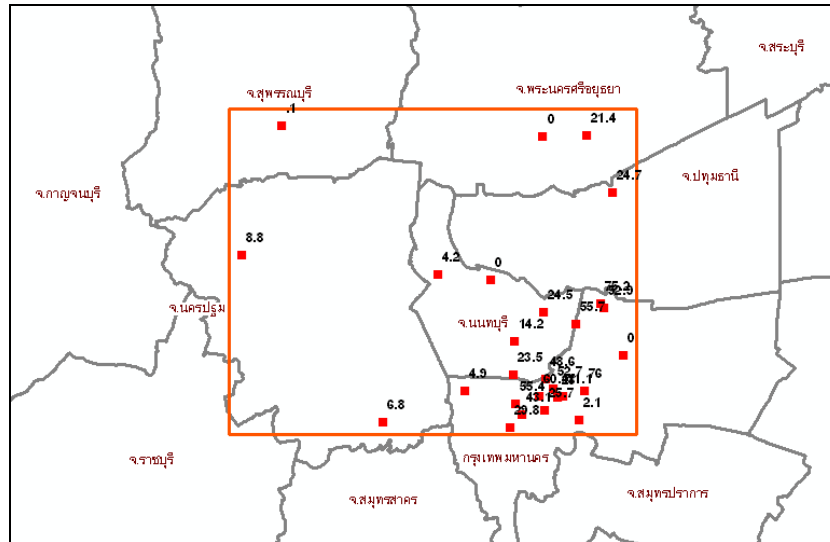 จ.สระบุรี
จ.สุพรรณบุรี
จ.พระนครศรีอยุธยา
.1
0
21.4
24.7
จ.ปทุมธานี
จ.กาญจนบุรี
8.8
4.2
0
24.5
55.7
จ.นครปฐม
จ.นนทบุรี
14.2
0
23.5
43.6
4.9
55.4
76
43.1
35.7
2.1
29.8
6.8
จ.ราชบุรี
กรุงเทพมหานคร
จ.สมุทรสาคร
จ.สมุทรปราการ